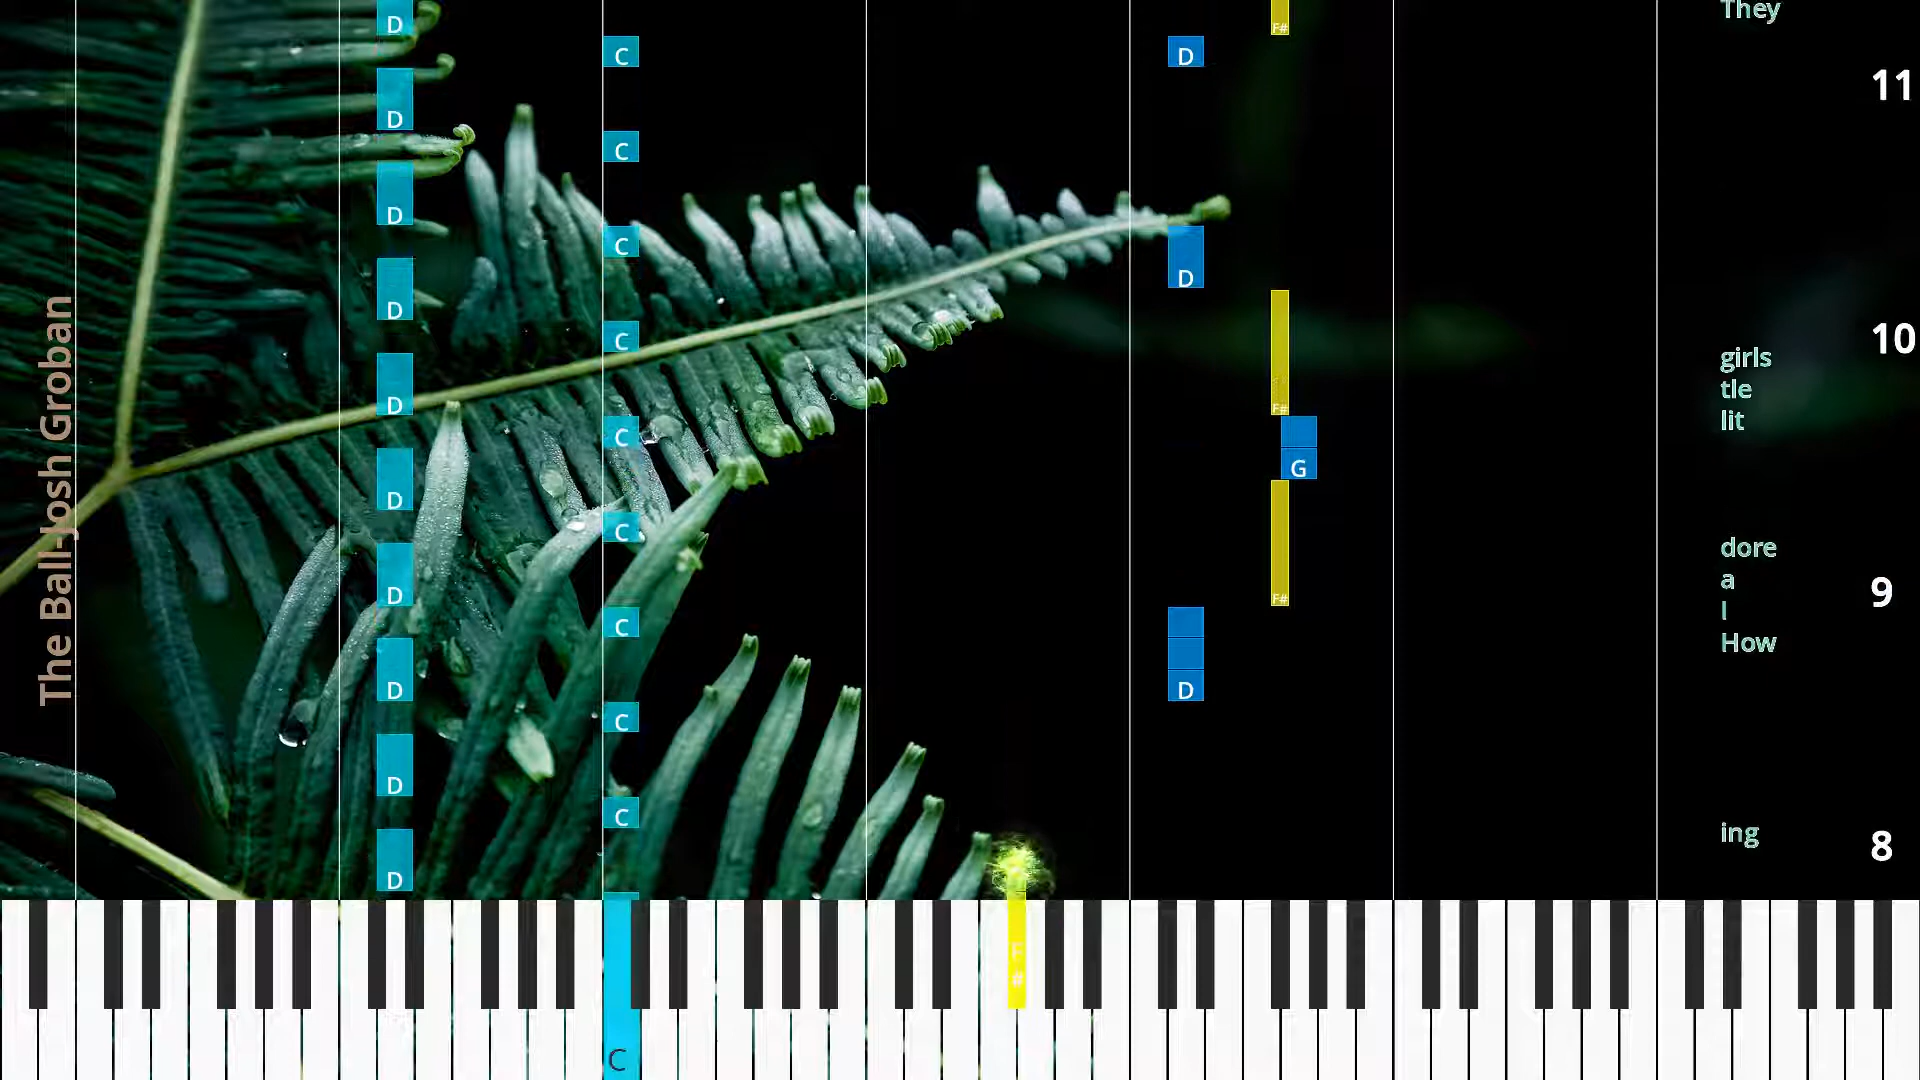 They
F#
D
C
D
11
D
C
D
C
D
D
D
C
10
girls
D
F#
tle
C
lit
G
D
C
dore
a
9
D
F#
I
C
How
D
D
C
D
C
ing
8
D
The Ball-Josh Groban
F
#
C